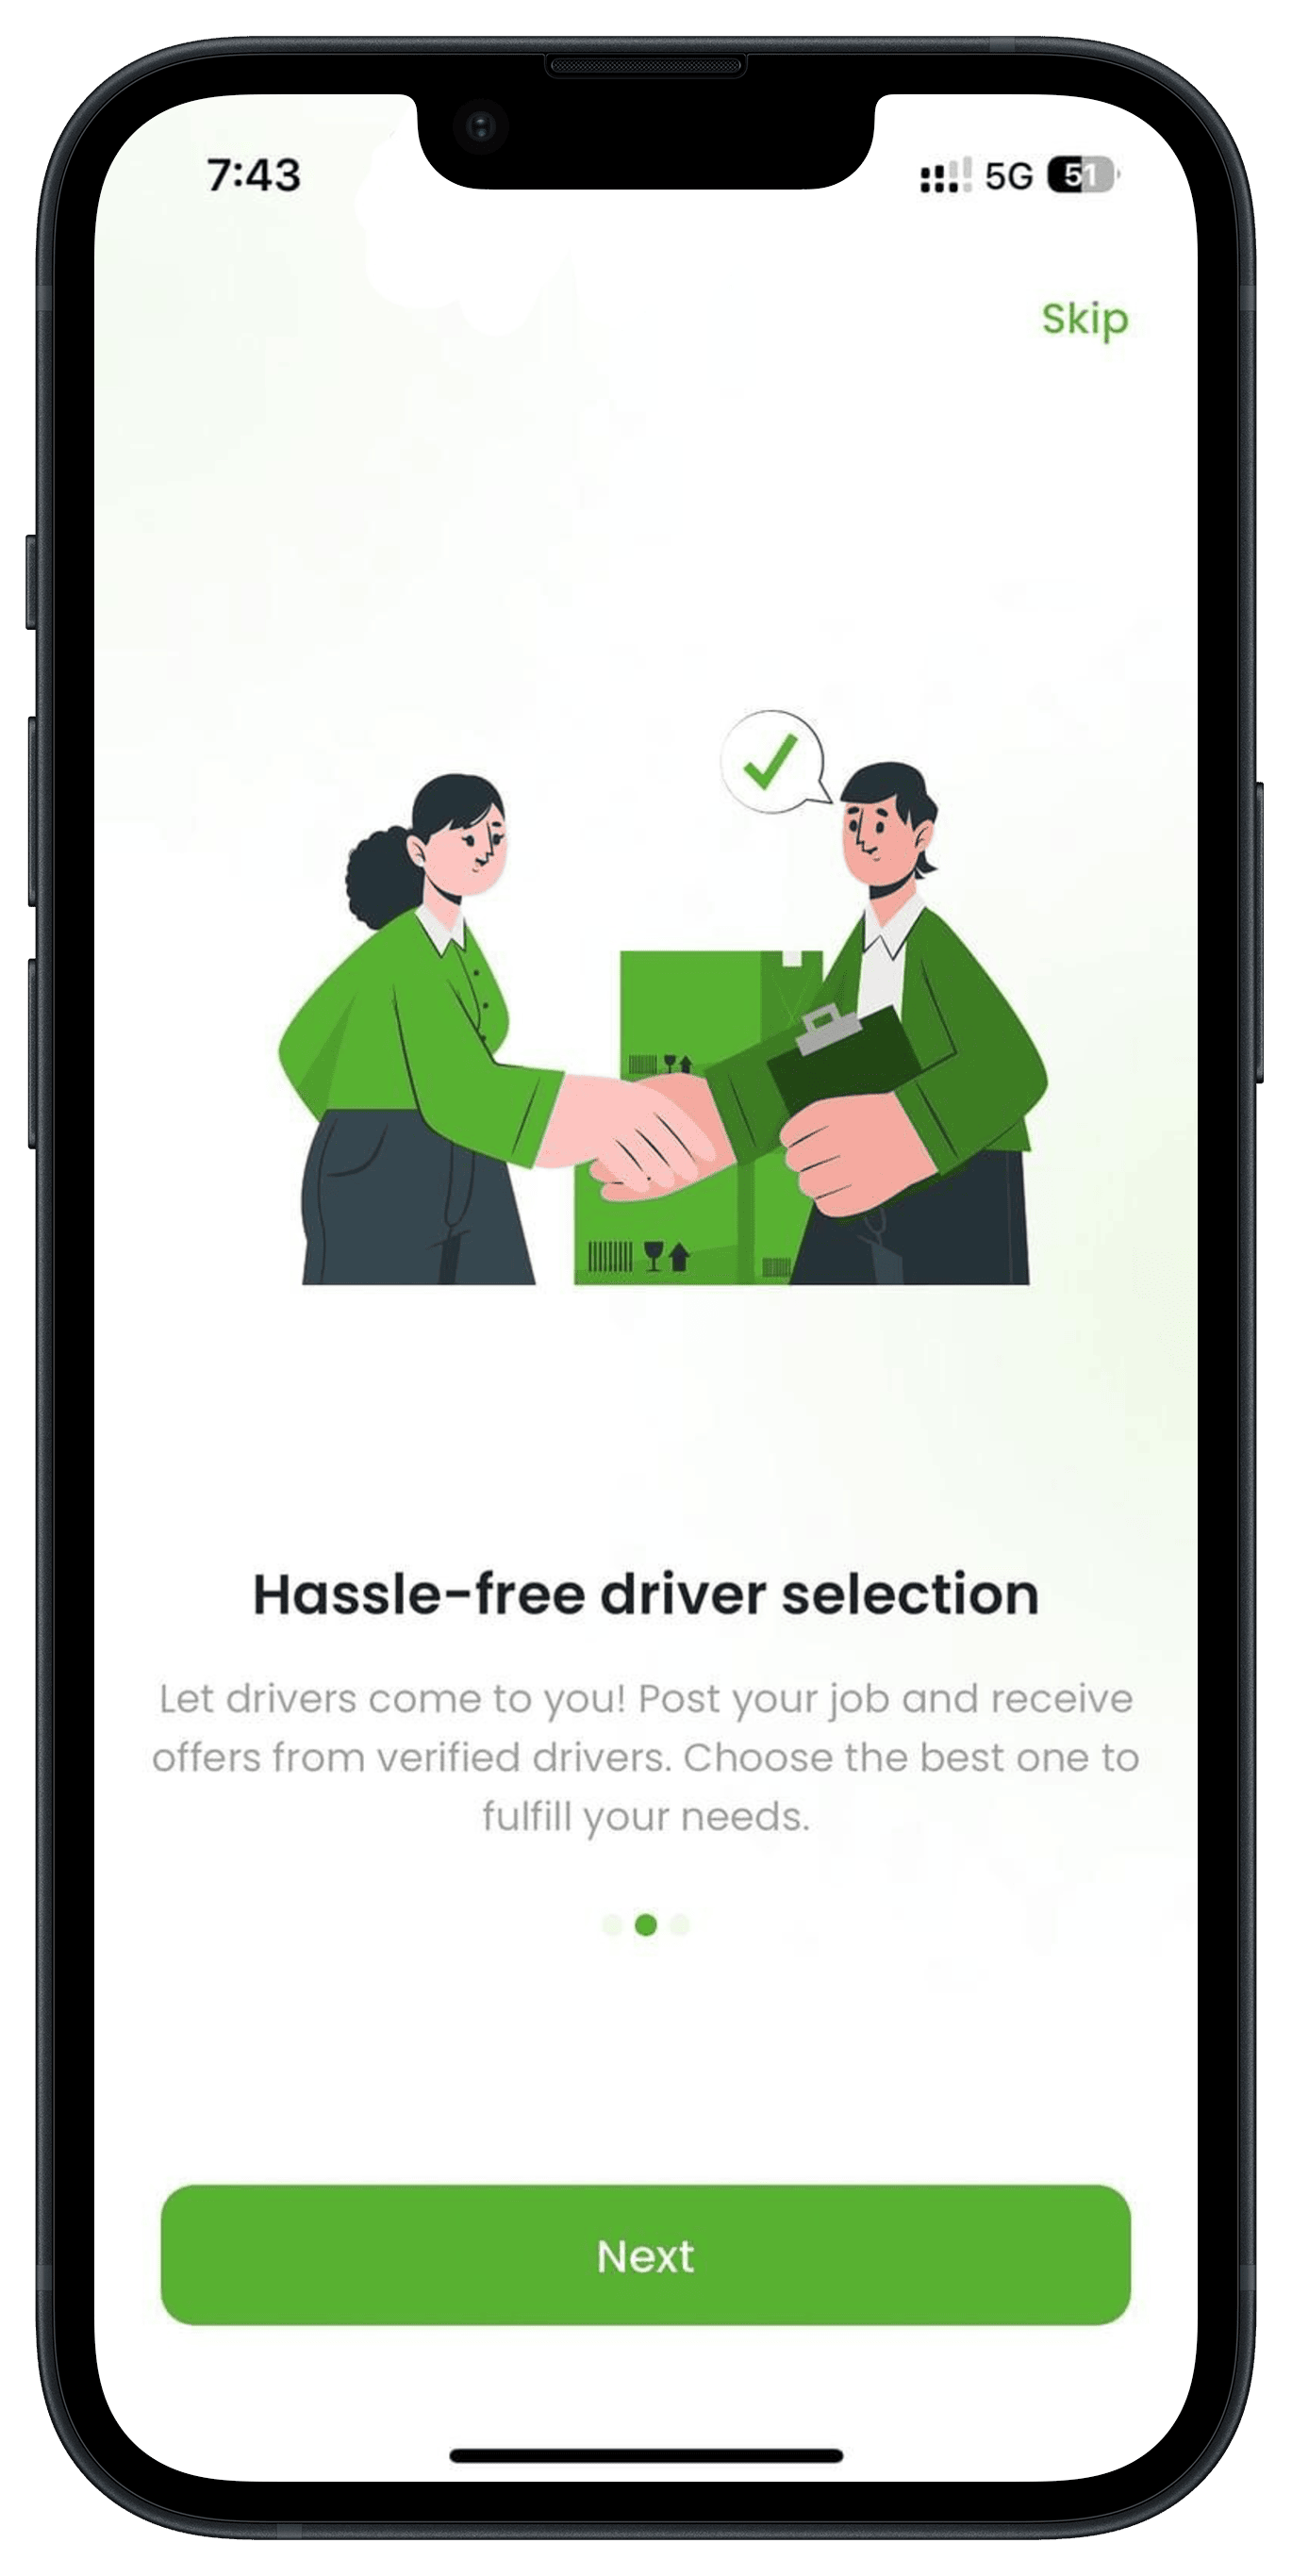 7:43
5G 51
Skip
Hassle-free driver selection
Let drivers come to you! Post your job and receive
offers from verified drivers. Choose the best one to
fulfill your needs.
Next